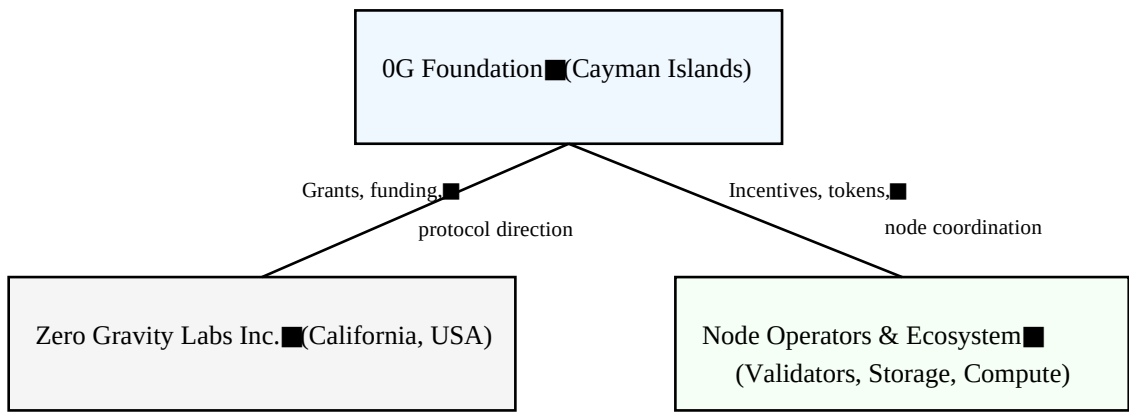 0G Foundation■(Cayman Islands)
Grants, funding,■
protocol direction
Incentives, tokens,■
node coordination
Zero Gravity Labs Inc.■(California, USA)
Node Operators & Ecosystem■
(Validators, Storage, Compute)